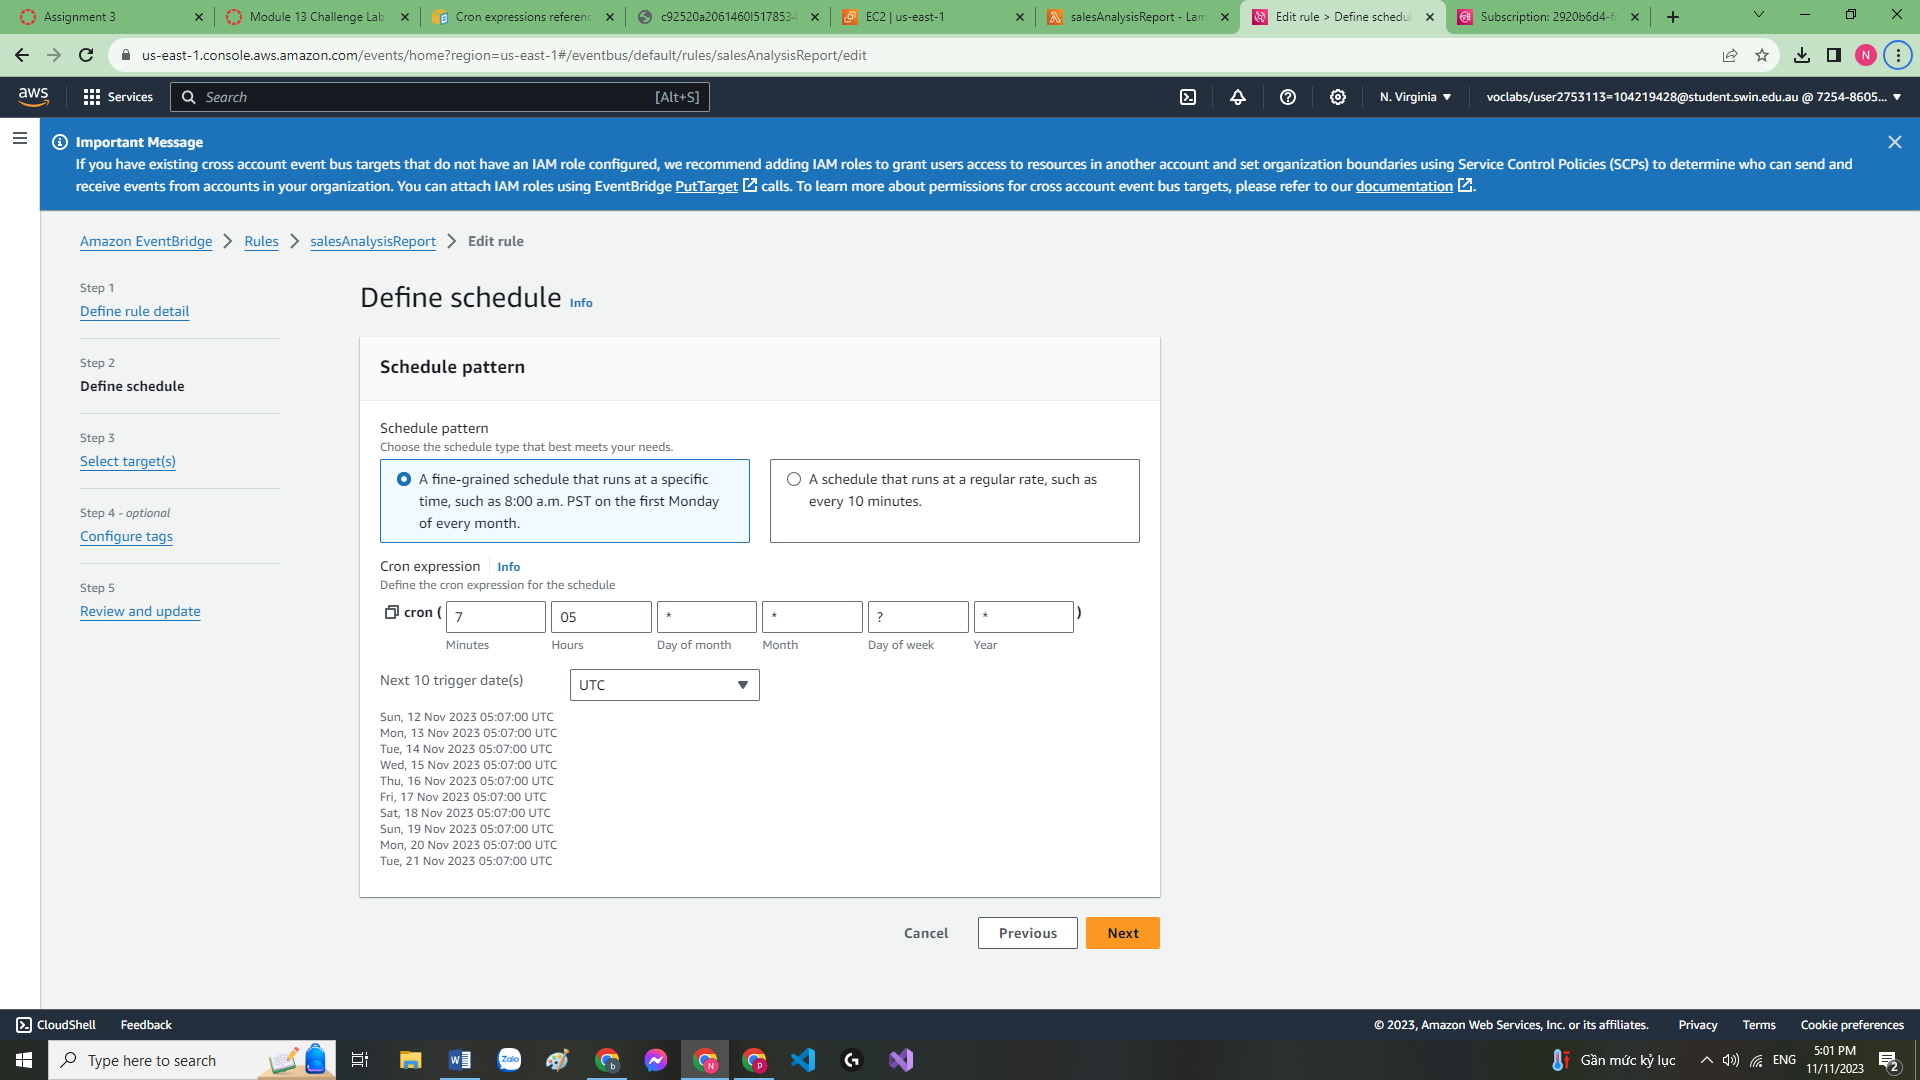 Assignment 3
Module 13 Challenge Lab
Cron expressions referenc
c92520a2061460l5178534
EC2 | us-east-1
salesAnalysisReport - Lam
Edit rule > Define schedul
Subscription: 2920b6d4-fc
us-east-1.console.aws.amazon.com/events/home?region=us-east-1#/eventbus/default/rules/salesAnalysisReport/edit
N
aws
Services
Search
[Alt+S]
N. Virginia
voclabs/user2753113=104219428@student.swin.edu.au @ 7254-8605...
Important Message
If you have existing cross account event bus targets that do not have an IAM role configured, we recommend adding IAM roles to grant users access to resources in another account and set organization boundaries using Service Control Policies (SCPs) to determine who can send and
receive events from accounts in your organization. You can attach IAM roles using EventBridge PutTarget calls. To learn more about permissions for cross account event bus targets, please refer to our documentation.
Amazon EventBridge
Rules
salesAnalysisReport
Edit rule
Step 1
Define rule detail
Step 2
Define schedule
Step 3
Select target(s)
Step 4 - optional
Configure tags
Step 5
Review and update
Define schedule Info
Schedule pattern
Schedule pattern
Choose the schedule type that best meets your needs.
A fine-grained schedule that runs at a specific
time, such as 8:00 a.m. PST on the first Monday
of every month.
A schedule that runs at a regular rate, such as
every 10 minutes.
Cron expression Info
Define the cron expression for the schedule
cron ( 7 05 * * ? * )
Minutes Hours Day of month Month Day of week Year
Next 10 trigger date(s)
UTC
Sun, 12 Nov 2023 05:07:00 UTC
Mon, 13 Nov 2023 05:07:00 UTC
Tue, 14 Nov 2023 05:07:00 UTC
Wed, 15 Nov 2023 05:07:00 UTC
Thu, 16 Nov 2023 05:07:00 UTC
Fri, 17 Nov 2023 05:07:00 UTC
Sat, 18 Nov 2023 05:07:00 UTC
Sun, 19 Nov 2023 05:07:00 UTC
Mon, 20 Nov 2023 05:07:00 UTC
Tue, 21 Nov 2023 05:07:00 UTC
Cancel
Previous
Next
CloudShell
Feedback
© 2023, Amazon Web Services, Inc. or its affiliates.
Privacy
Terms
Cookie preferences
Type here to search
Zalo
Gần mức kỷ lục
ENG
5:01 PM
11/11/2023
2